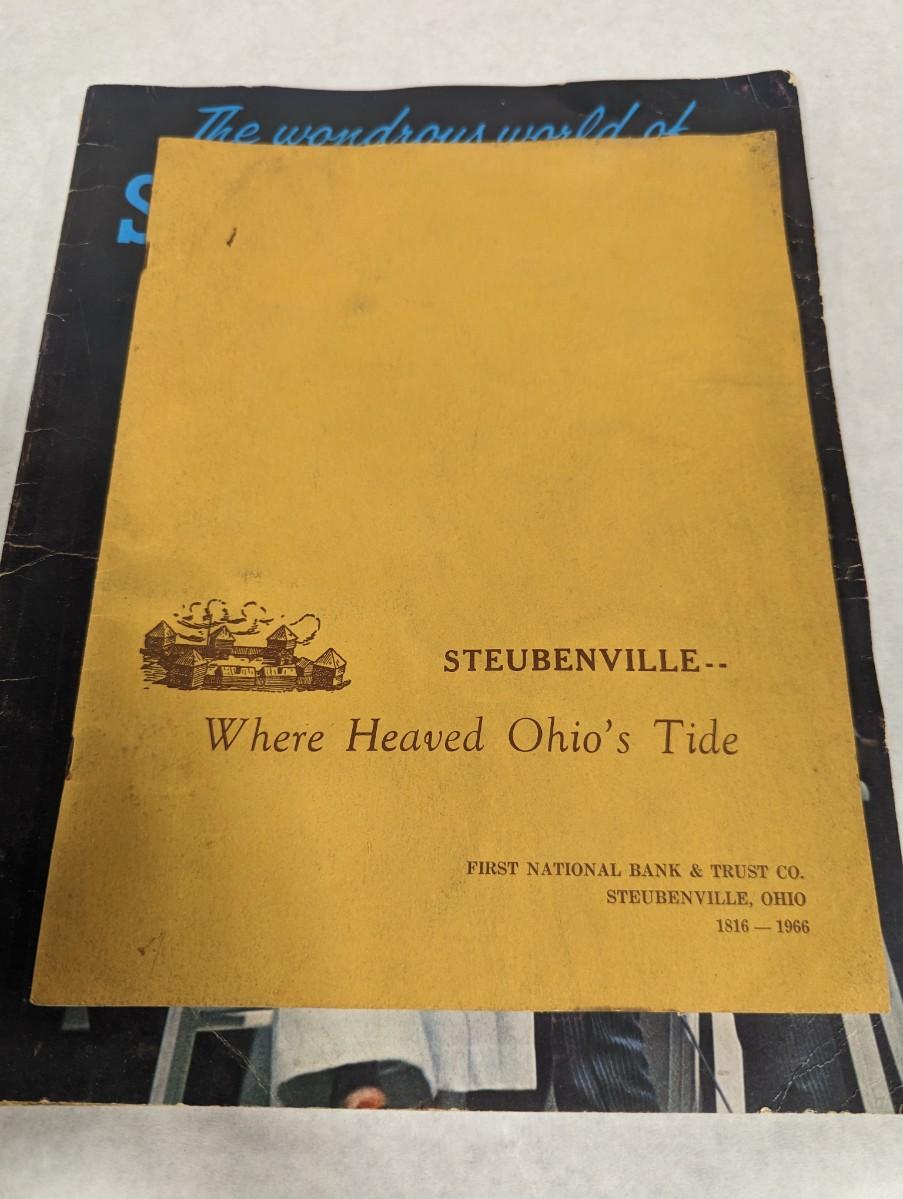 The wondrous world of
S
STEUBENVILLE--
Where Heaved Ohio's Tide
FIRST NATIONAL BANK & TRUST CO.
STEUBENVILLE, OHIO
1816 — 1966